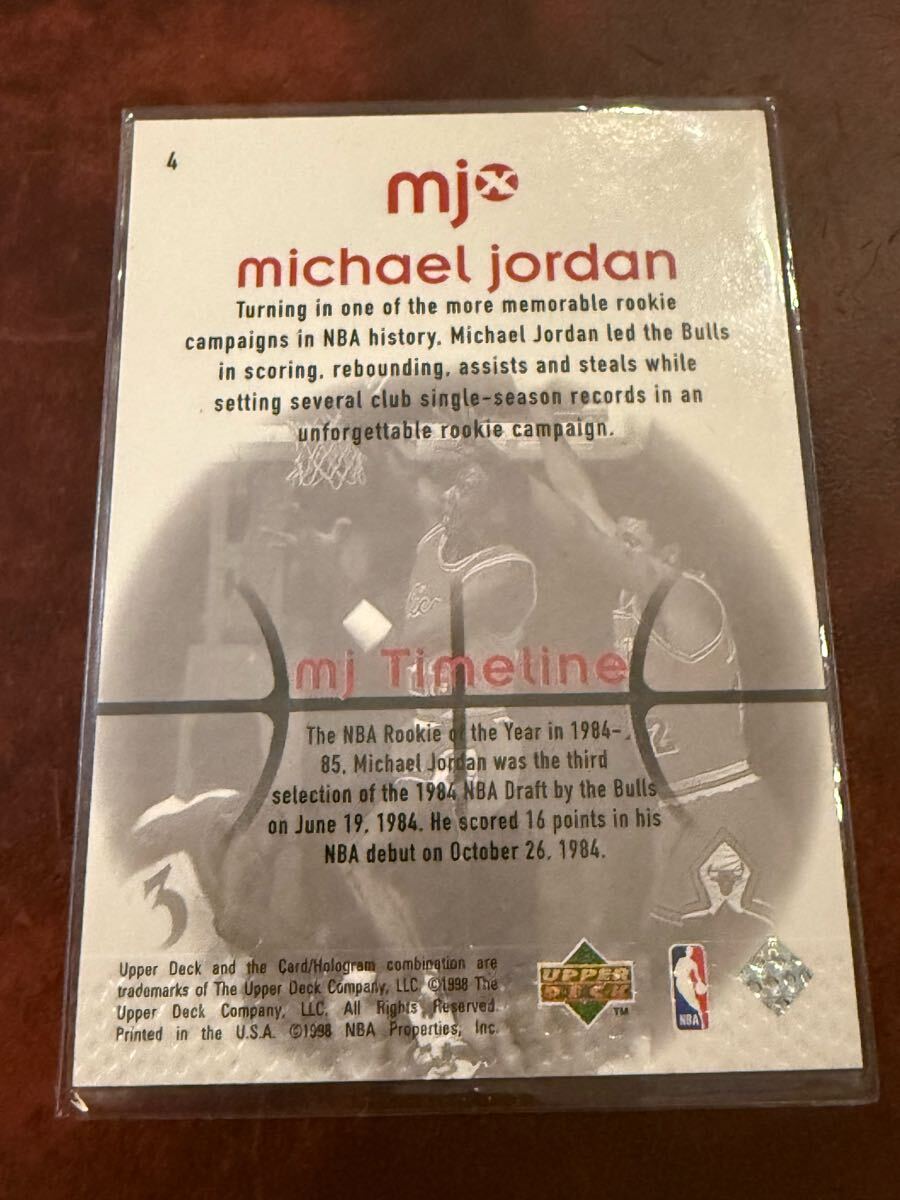 4
mjx
michael jordan
Turning in one of the more memorable rookie
campaigns in NBA history, Michael Jordan led the Bulls
in scoring, rebounding, assists and steals while
setting several club single-season records in an
unforgettable rookie campaign.
mj Timeline
The NBA Rookie of the Year in 1984-
85, Michael Jordan was the third
selection of the 1984 NBA Draft by the Bulls
on June 19, 1984. He scored 16 points in his
NBA debut on October 26, 1984.
3
Upper Deck and the Card/Hologram combination are
trademarks of The Upper Deck Company, LLC. ©1998 The
Upper Deck Company, LLC. All Rights Reserved.
Printed in the U.S.A. ©1998 NBA Properties, Inc.
UPPER
DECK
TM
NBA